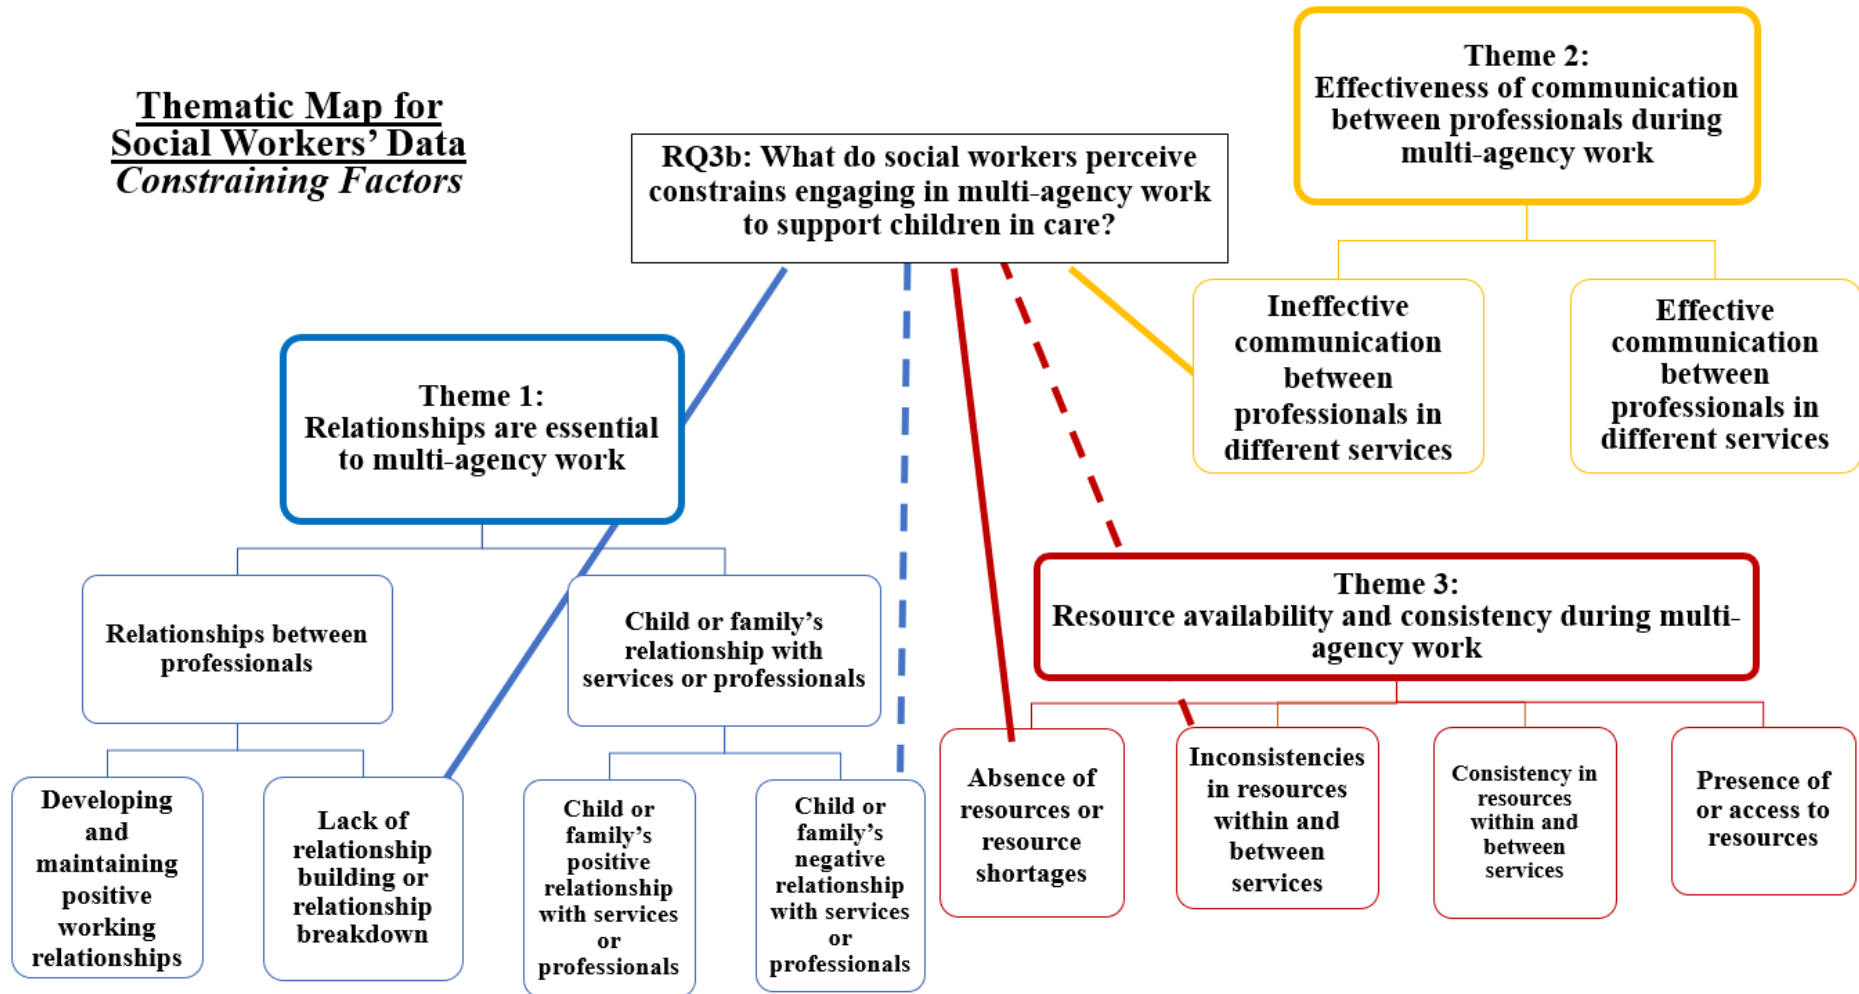 Thematic Map for
Social Workers' Data
Constraining Factors
RQ3b: What do social workers perceive
constrains engaging in multi-agency work
to support children in care?
Theme 2:
Effectiveness of communication
between professionals during
multi-agency work
Ineffective
communication
between
professionals in
different services
Effective
communication
between
professionals in
different services
Theme 1:
Relationships are essential
to multi-agency work
Relationships between
professionals
Child or family's
relationship with
services or professionals
Developing
and
maintaining
positive
working
relationships
Lack of
relationship
building or
relationship
breakdown
Child or
family's
positive
relationship
with services
or
professionals
Child or
family's
negative
relationship
with services
or
professionals
Theme 3:
Resource availability and consistency during multi-
agency work
Absence of
resources or
resource
shortages
Inconsistencies
in resources
within and
between
services
Consistency in
resources
within and
between
services
Presence of
or access to
resources